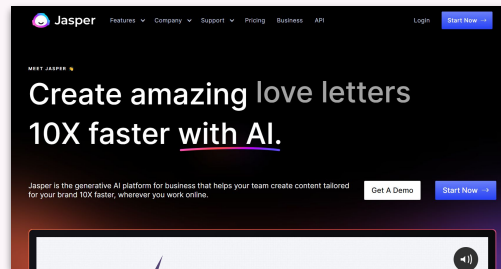 Jasper Features Company Support Pricing Business API Login Start Now →
MEET JASPER 👋
Create amazing love letters
10X faster with AI.
Jasper is the generative AI platform for business that helps your team create content tailored
for your brand 10X faster, wherever you work online.
Get A Demo Start Now →